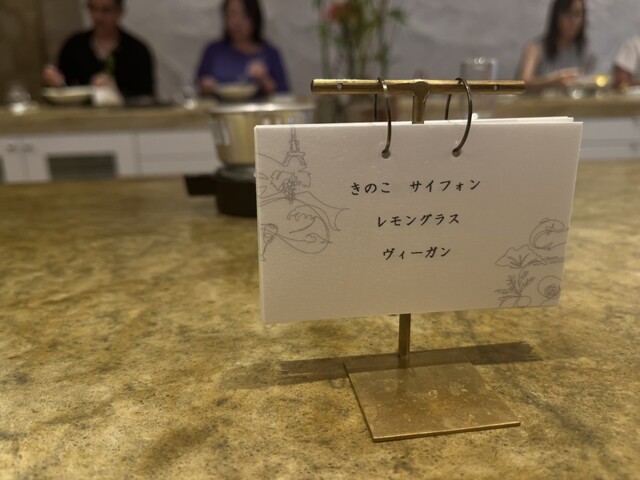 きのこ　サイフォン
レモングラス
ヴィーガン